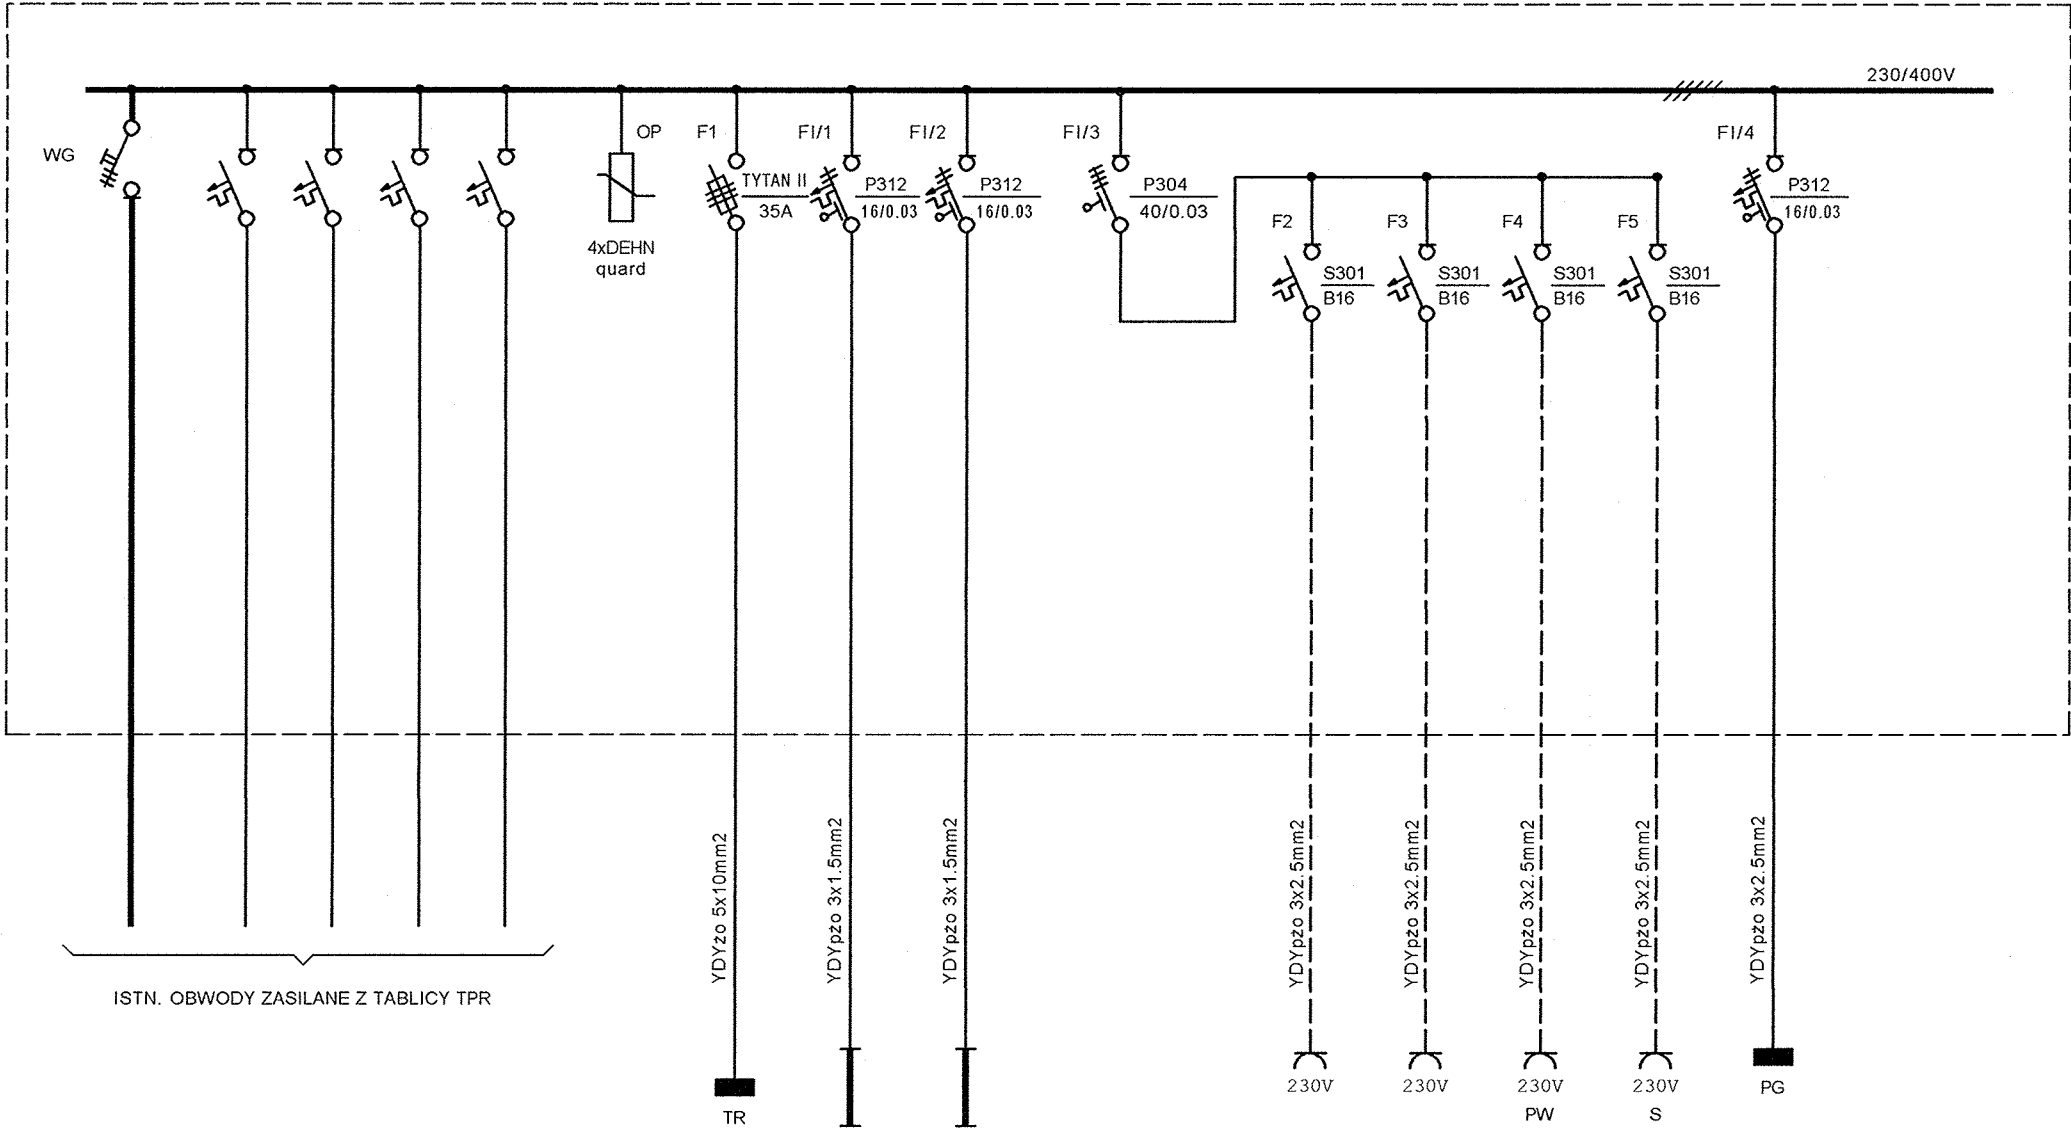 230/400V
WG
OP
F1
FI/1
FI/2
FI/3
FI/4
TYTAN II
35A
P312
16/0.03
P312
16/0.03
P304
40/0.03
P312
16/0.03
4xDEHN
quard
F2
F3
F4
F5
S301
B16
S301
B16
S301
B16
S301
B16
YDYżo 5x10mm2
YDYpżo 3x1.5mm2
YDYpżo 3x1.5mm2
YDYpżo 3x2.5mm2
YDYpżo 3x2.5mm2
YDYpżo 3x2.5mm2
YDYpżo 3x2.5mm2
YDYpżo 3x2.5mm2
ISTN. OBWODY ZASILANE Z TABLICY TPR
TR
230V
230V
230V
PW
230V
S
PG